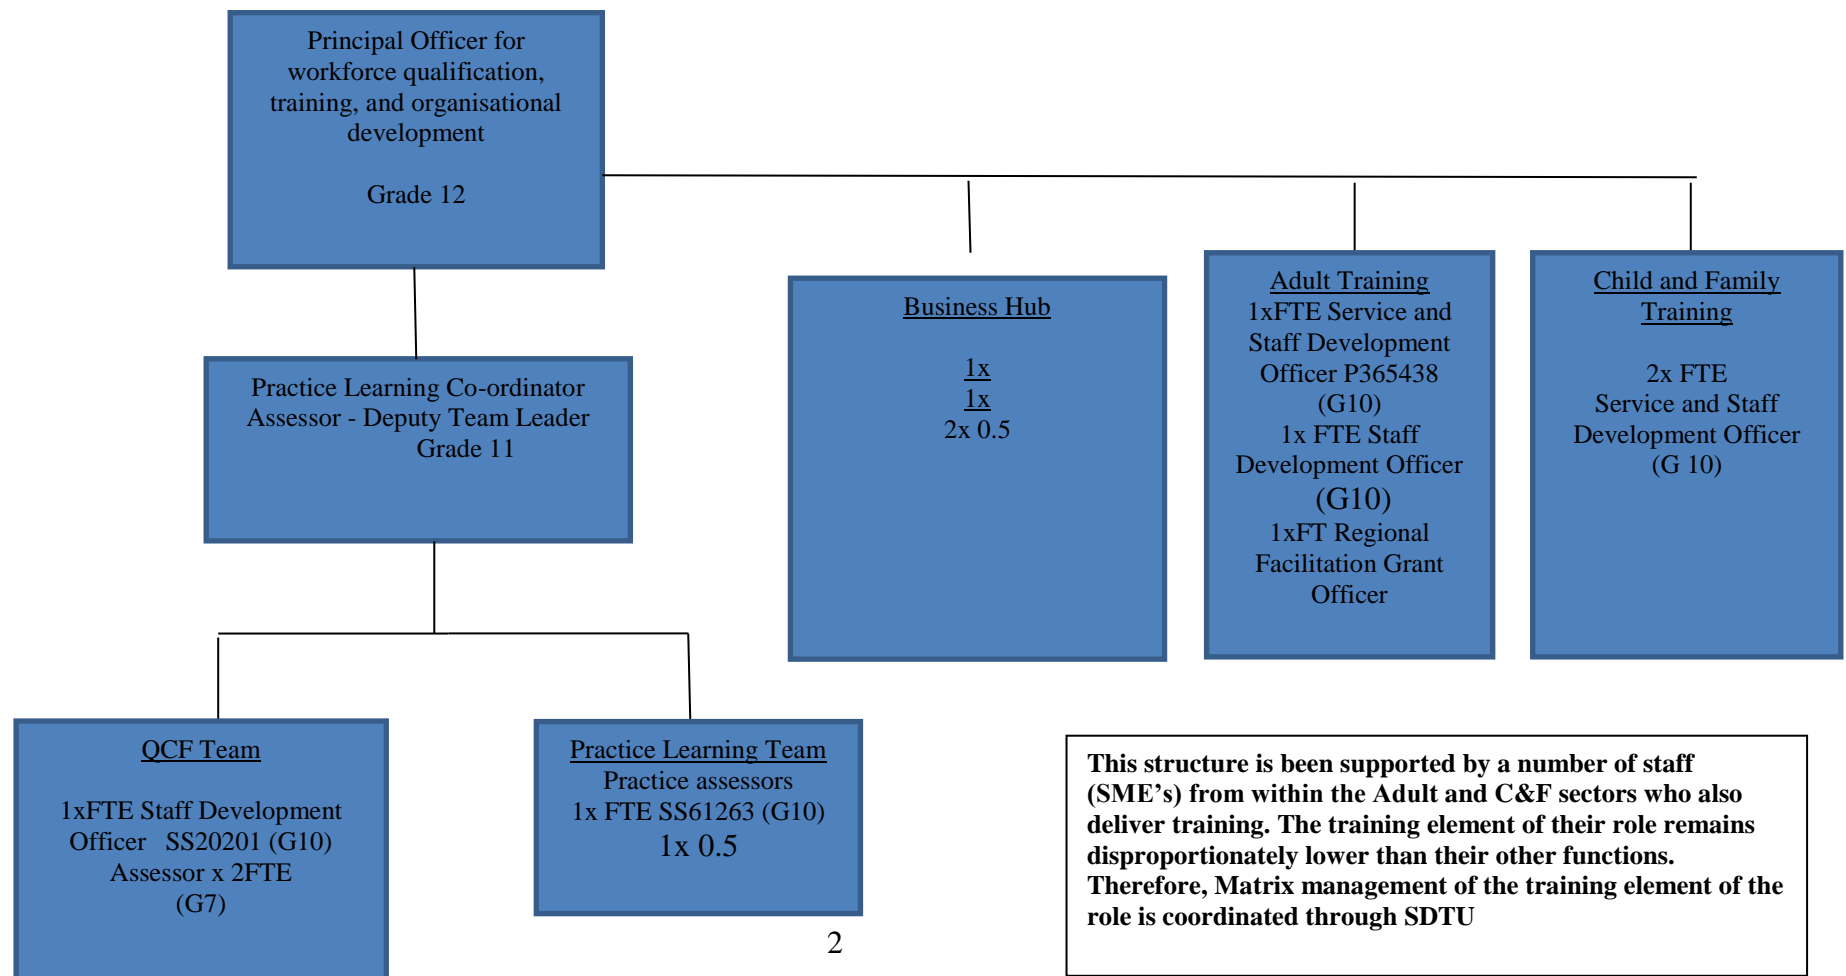 Principal Officer for
workforce qualification,
training, and organisational
development
Grade 12
Practice Learning Co-ordinator
Assessor - Deputy Team Leader
Grade 11
Business Hub
1x
1x
2x 0.5
Adult Training
1xFTE Service and
Staff Development
Officer P365438
(G10)
1x FTE Staff
Development Officer
(G10)
1xFT Regional
Facilitation Grant
Officer
Child and Family
Training
2x FTE
Service and Staff
Development Officer
(G 10)
QCF Team
1xFTE Staff Development
Officer SS20201 (G10)
Assessor x 2FTE
(G7)
Practice Learning Team
Practice assessors
1x FTE SS61263 (G10)
1x 0.5
This structure is been supported by a number of staff
(SME’s) from within the Adult and C&F sectors who also
deliver training. The training element of their role remains
disproportionately lower than their other functions.
Therefore, Matrix management of the training element of the
role is coordinated through SDTU
2